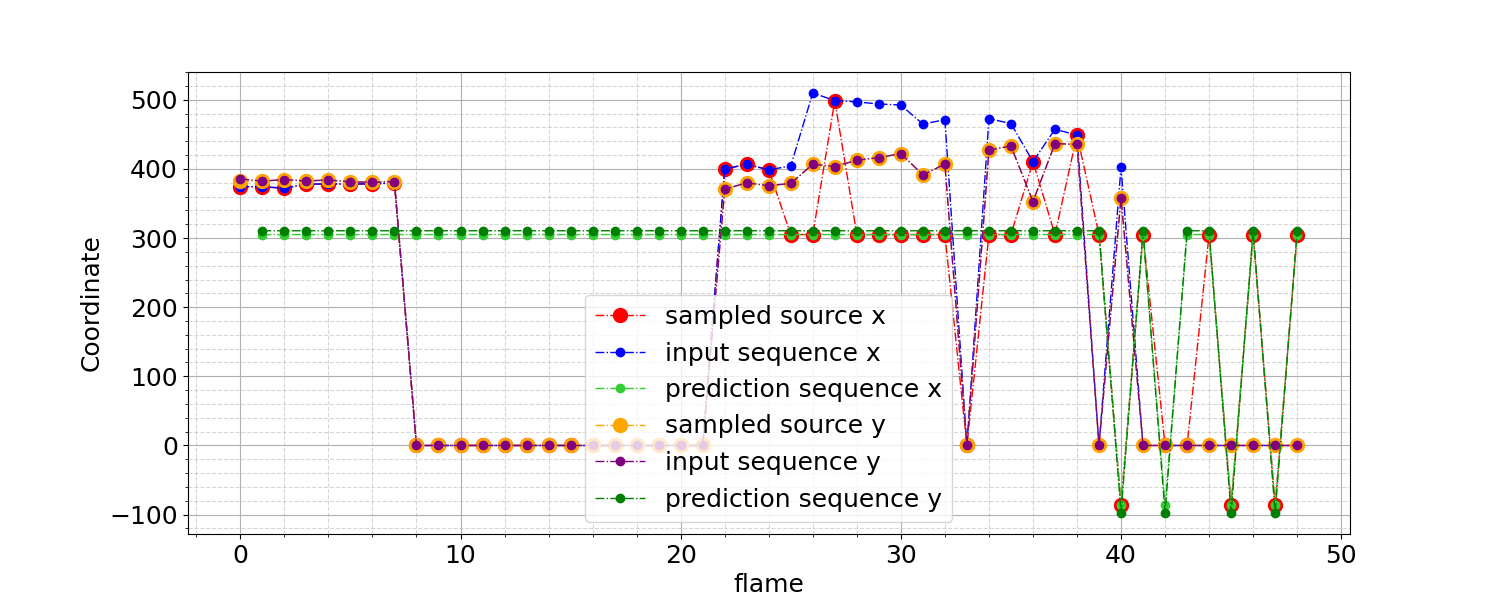 500
400
300
200
100
0
−100
Coordinate
sampled source x
input sequence x
prediction sequence x
sampled source y
input sequence y
prediction sequence y
0 10 20 30 40 50
flame